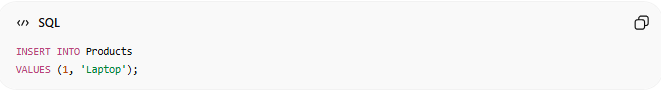 SQL
INSERT INTO Products
VALUES (1, 'Laptop');